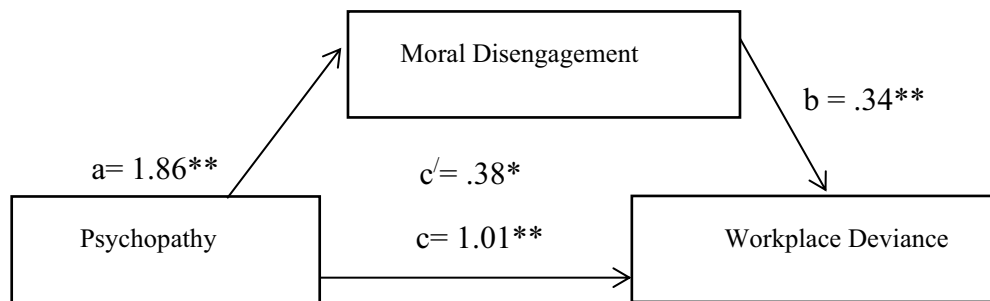 Moral Disengagement
b = .34**
a= 1.86**
c/= .38*
Psychopathy
c= 1.01**
Workplace Deviance